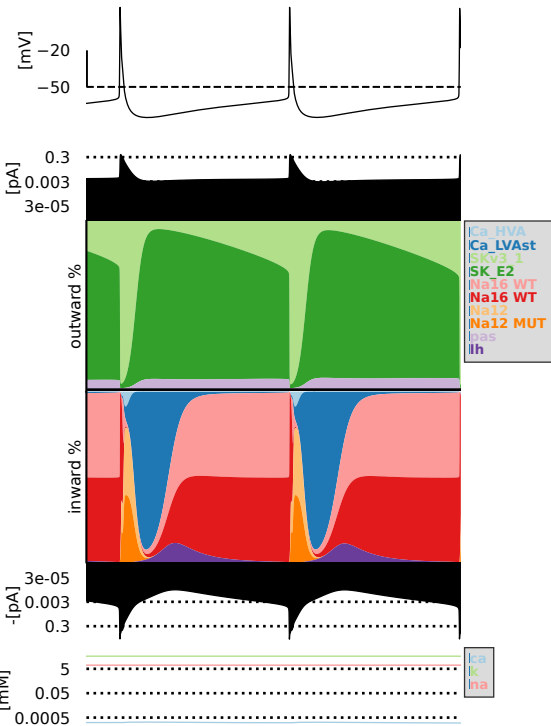 [mV]
−20
−50
[pA]
0.3
0.003
3e-05
outward %
Ca_HVA
Ca_LVAst
SKv3_1
SK_E2
Na16 WT
Na16 WT
Na12
Na12 MUT
pas
Ih
inward %
-[pA]
3e-05
0.003
0.3
[mM]
5
0.05
0.0005
ca
k
na